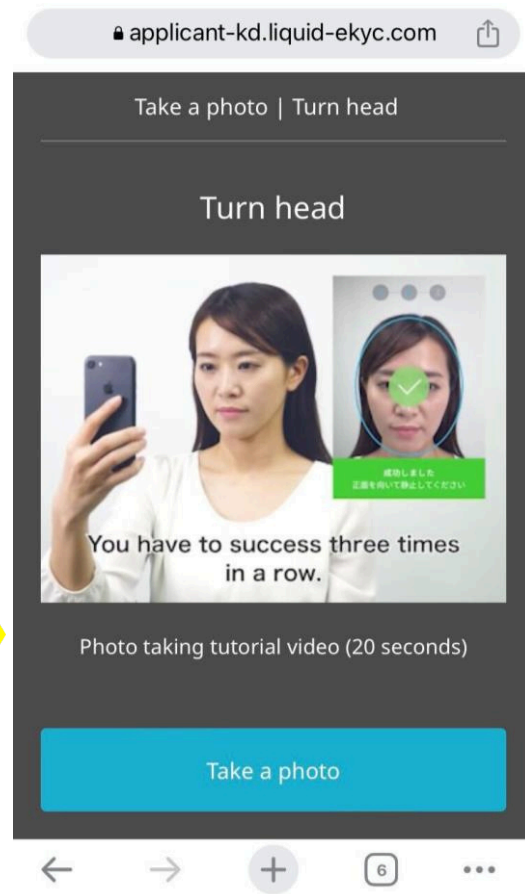 applicant-kd.liquid-ekyc.com
Take a photo | Turn head
Turn head
成功しました
正面を向いて静止してください
You have to success three times
in a row.
Photo taking tutorial video (20 seconds)
Take a photo
6